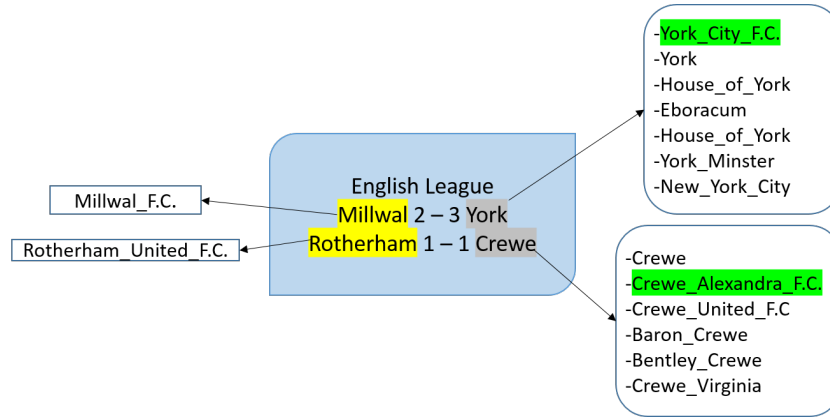 English League
Millwal 2 – 3 York
Rotherham 1 – 1 Crewe
Millwal_F.C.
Rotherham_United_F.C.
-York_City_F.C.
-York
-House_of_York
-Eboracum
-House_of_York
-York_Minster
-New_York_City
-Crewe
-Crewe_Alexandra_F.C.
-Crewe_United_F.C
-Baron_Crewe
-Bentley_Crewe
-Crewe_Virginia